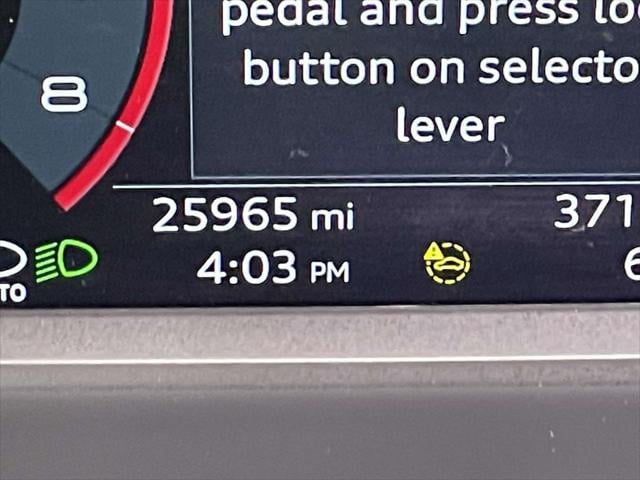 pedal and press lo
button on selecto
lever
8
25965 mi
371
4:03 PM
TO